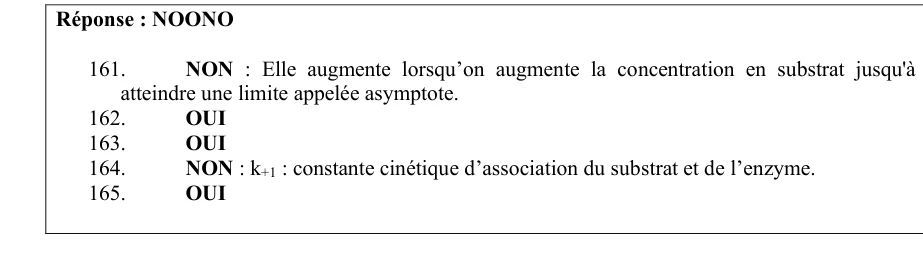 Réponse : NOONO
161. NON : Elle augmente lorsqu’on augmente la concentration en substrat jusqu'à
atteindre une limite appelée asymptote.
162. OUI
163. OUI
164. NON : k+1 : constante cinétique d’association du substrat et de l’enzyme.
165. OUI